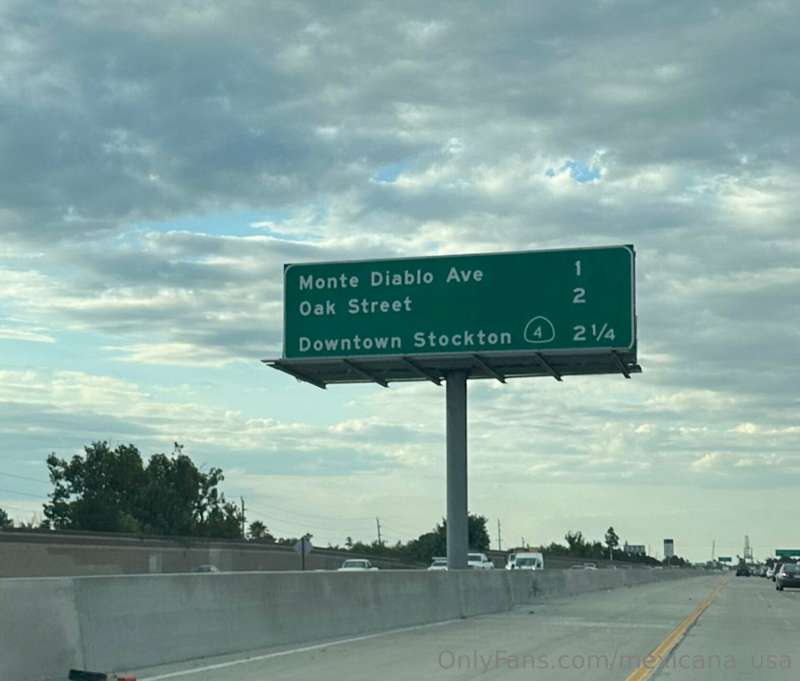 Monte Diablo Ave 1
Oak Street 2
Downtown Stockton 4 2 1/4
OnlyFans.com/mexicana_usa